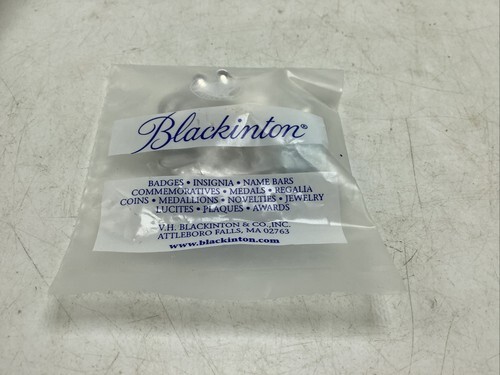 Blackinton®
BADGES • INSIGNIA • NAME BARS
COMMEMORATIVES • MEDALS • REGALIA
COINS • MEDALLIONS • NOVELTIES • JEWELRY
LUCITES • PLAQUES • AWARDS
V.H. BLACKINTON & CO.,INC.
ATTLEBORO FALLS, MA 02763
www.blackinton.com